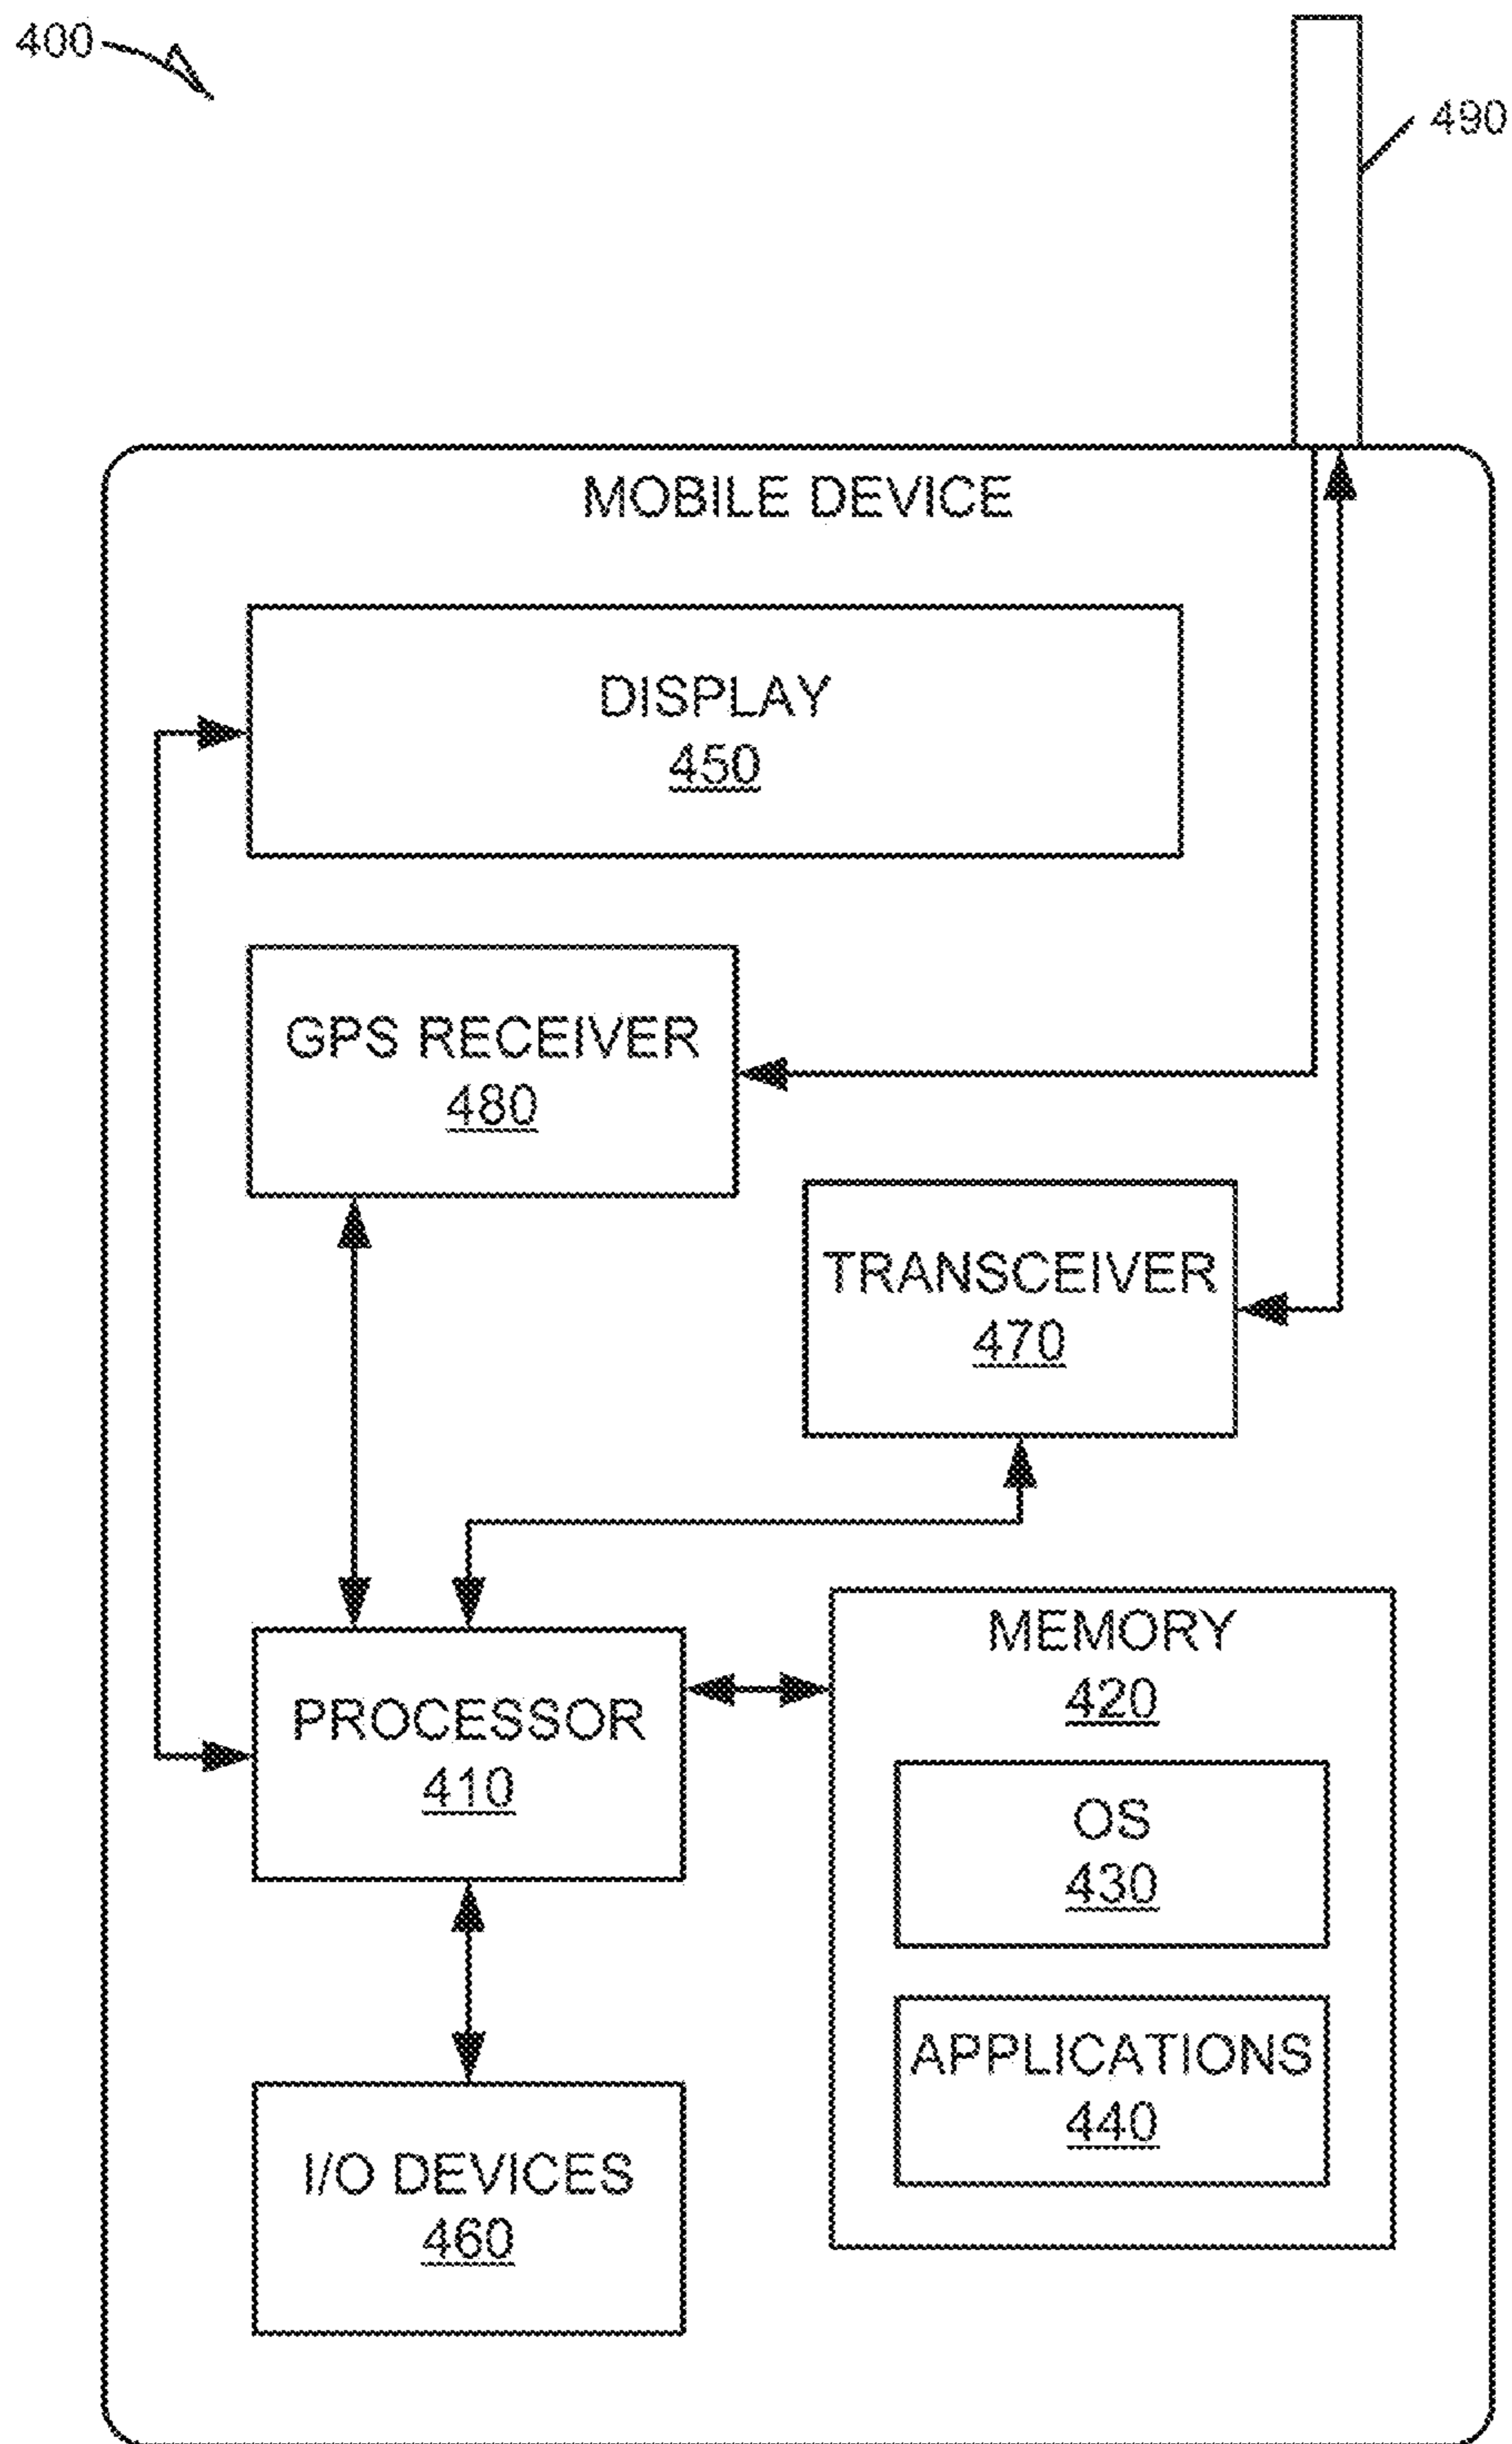 400
490
MOBILE DEVICE
DISPLAY
450
GPS RECEIVER
480
TRANSCEIVER
470
MEMORY
420
PROCESSOR
410
OS
430
APPLICATIONS
440
I/O DEVICES
460